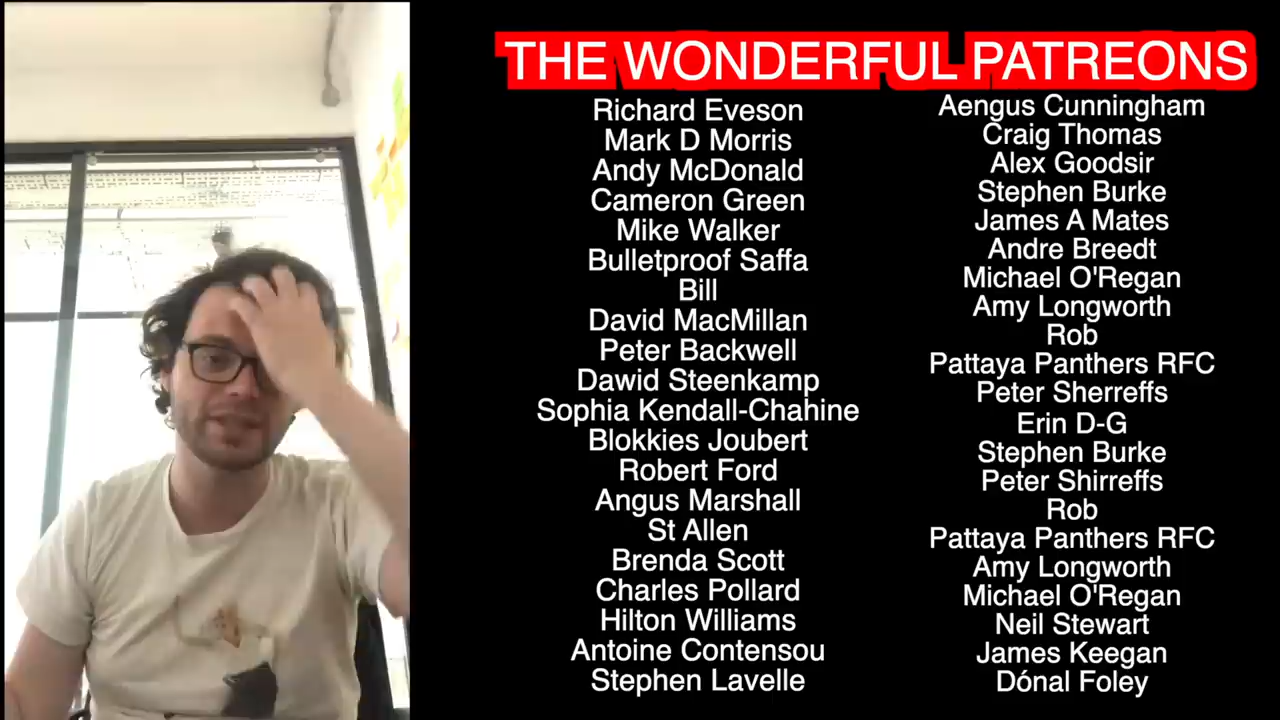 THE WONDERFUL PATREONS
Richard Eveson
Mark D Morris
Andy McDonald
Cameron Green
Mike Walker
Bulletproof Saffa
Bill
David MacMillan
Peter Backwell
Dawid Steenkamp
Sophia Kendall-Chahine
Blokkies Joubert
Robert Ford
Angus Marshall
St Allen
Brenda Scott
Charles Pollard
Hilton Williams
Antoine Contensou
Stephen Lavelle
Aengus Cunningham
Craig Thomas
Alex Goodsir
Stephen Burke
James A Mates
Andre Breedt
Michael O'Regan
Amy Longworth
Rob
Pattaya Panthers RFC
Peter Sherreffs
Erin D-G
Stephen Burke
Peter Shirreffs
Rob
Pattaya Panthers RFC
Amy Longworth
Michael O'Regan
Neil Stewart
James Keegan
Dónal Foley